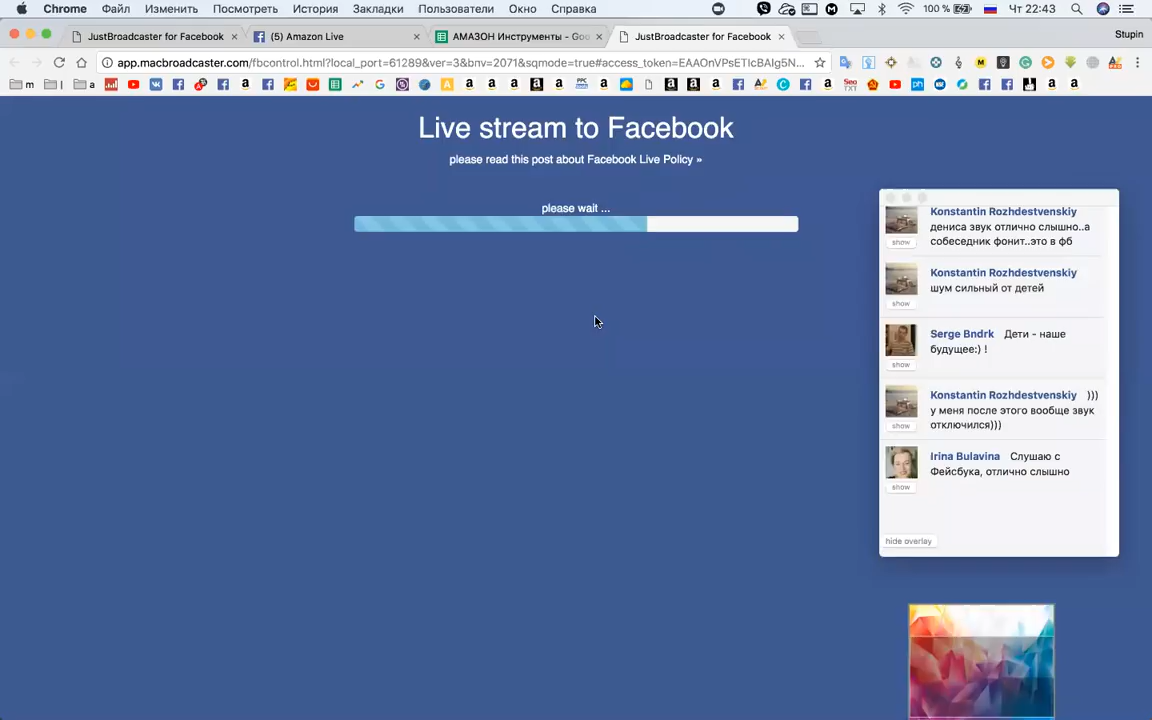 Chrome Файл Изменить Посмотреть История Закладки Пользователи Окно Справка 100 % Чт 22:43
JustBroadcaster for Facebook
(5) Amazon Live
АМАЗОН Инструменты - Goo
JustBroadcaster for Facebook
Stupin
app.macbroadcaster.com/fbcontrol.html?local_port=61289&ver=3&bnv=2071&sqmode=true#access_token=EAAOnVPsETIcBAIg5N...
m
l
a
Live stream to Facebook
please read this post about Facebook Live Policy »
please wait ...
Konstantin Rozhdestvenskiy
дениса звук отлично слышно..а
собеседник фонит..это в фб
show
Konstantin Rozhdestvenskiy
шум сильный от детей
show
Serge Bndrk Дети - наше
будущее:) !
show
Konstantin Rozhdestvenskiy )))
у меня после этого вообще звук
отключился)))
show
Irina Bulavina Слушаю с
Фейсбука, отлично слышно
show
hide overlay